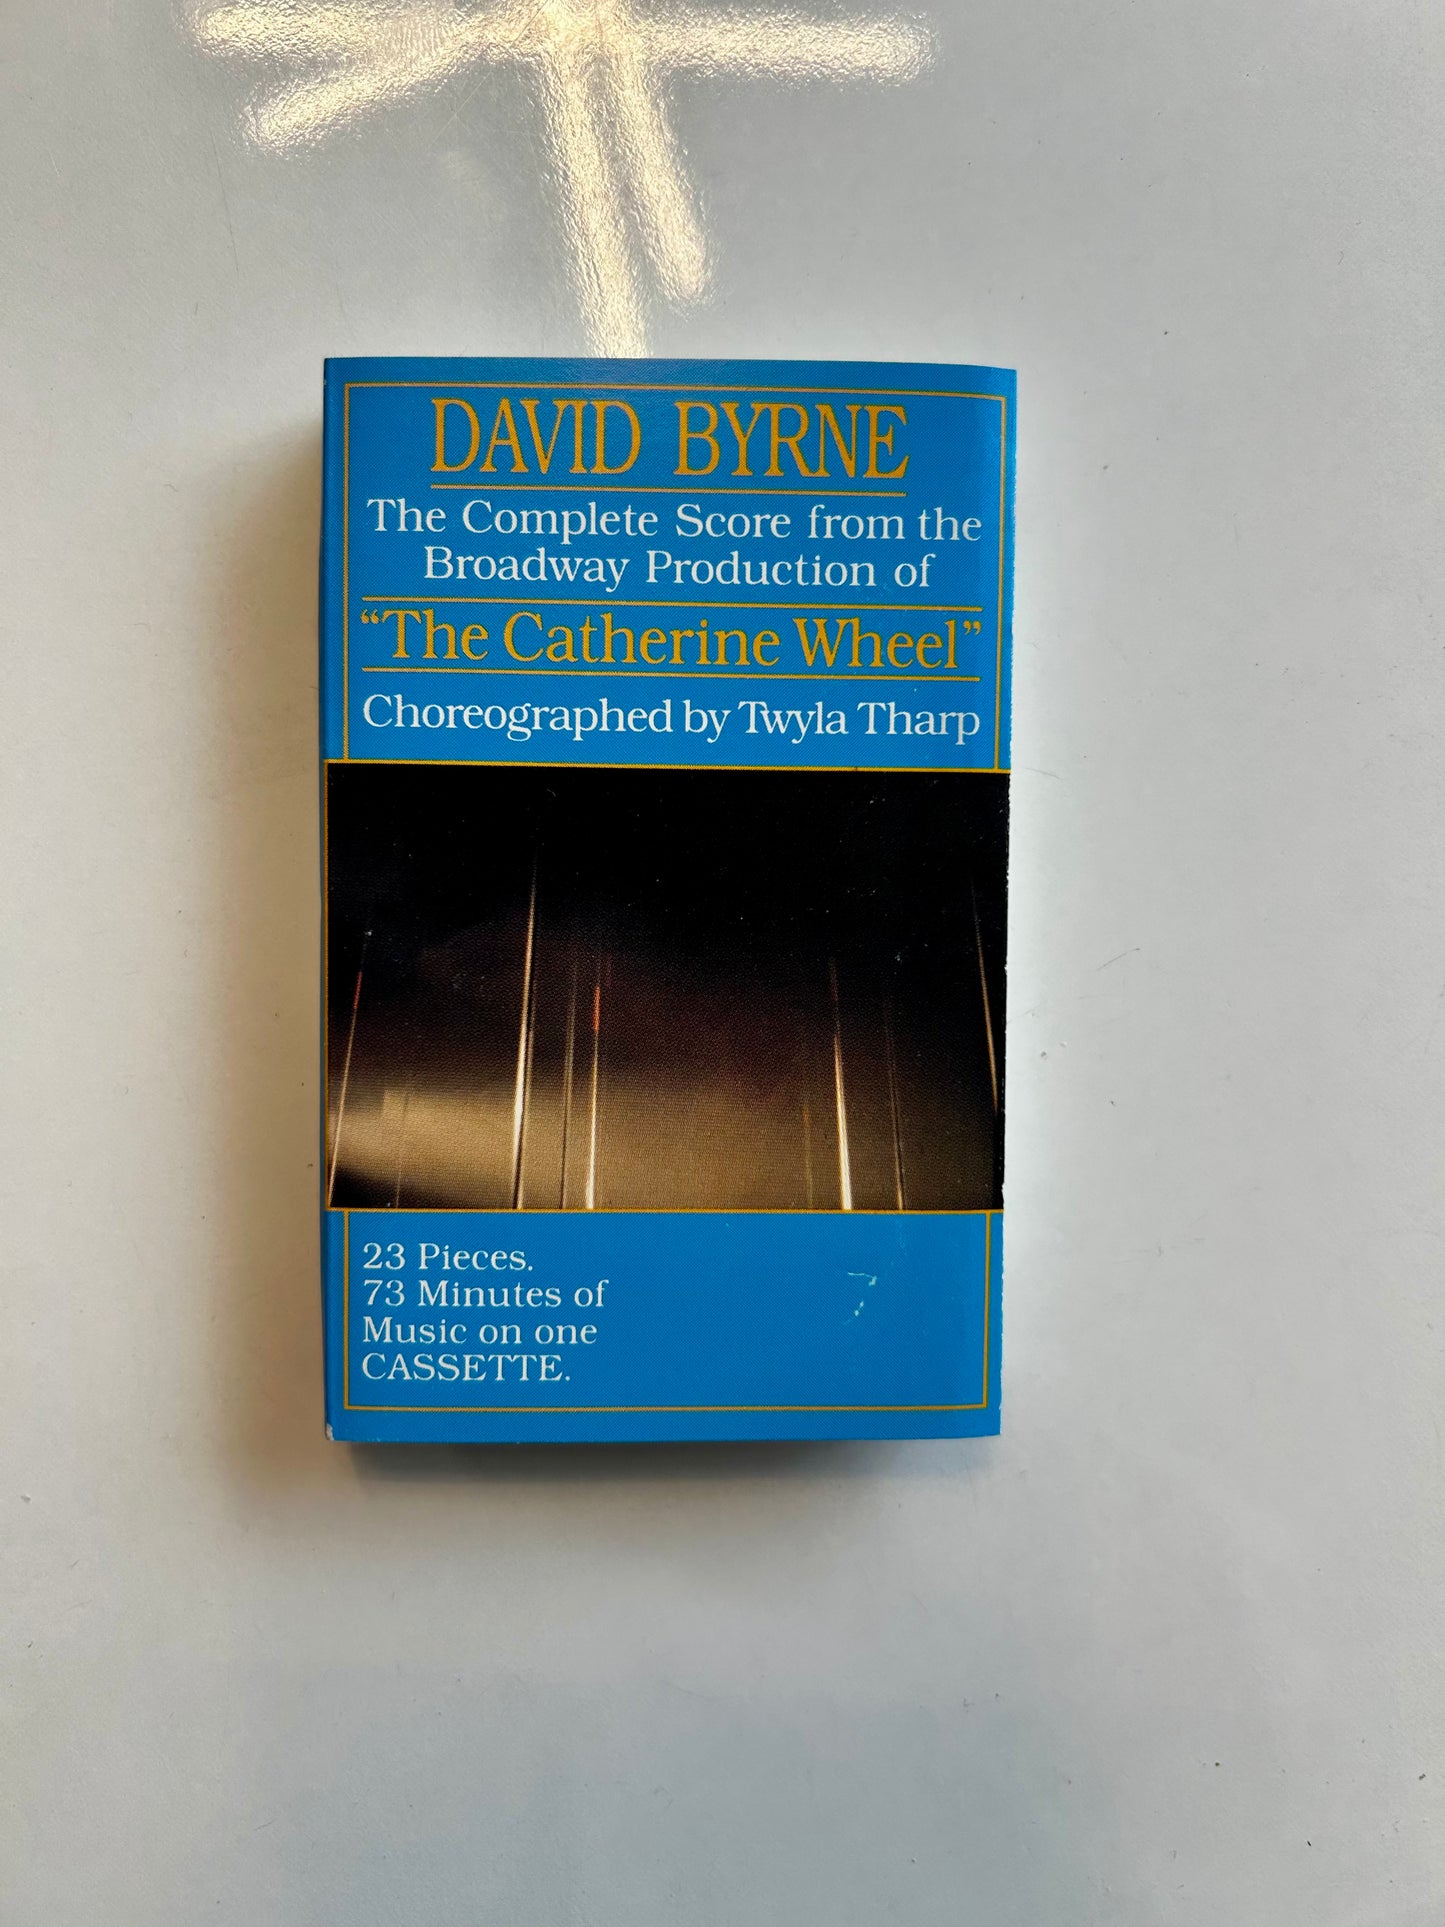 DAVID BYRNE
The Complete Score from the
Broadway Production of
“The Catherine Wheel”
Choreographed by Twyla Tharp
23 Pieces.
73 Minutes of
Music on one
CASSETTE.